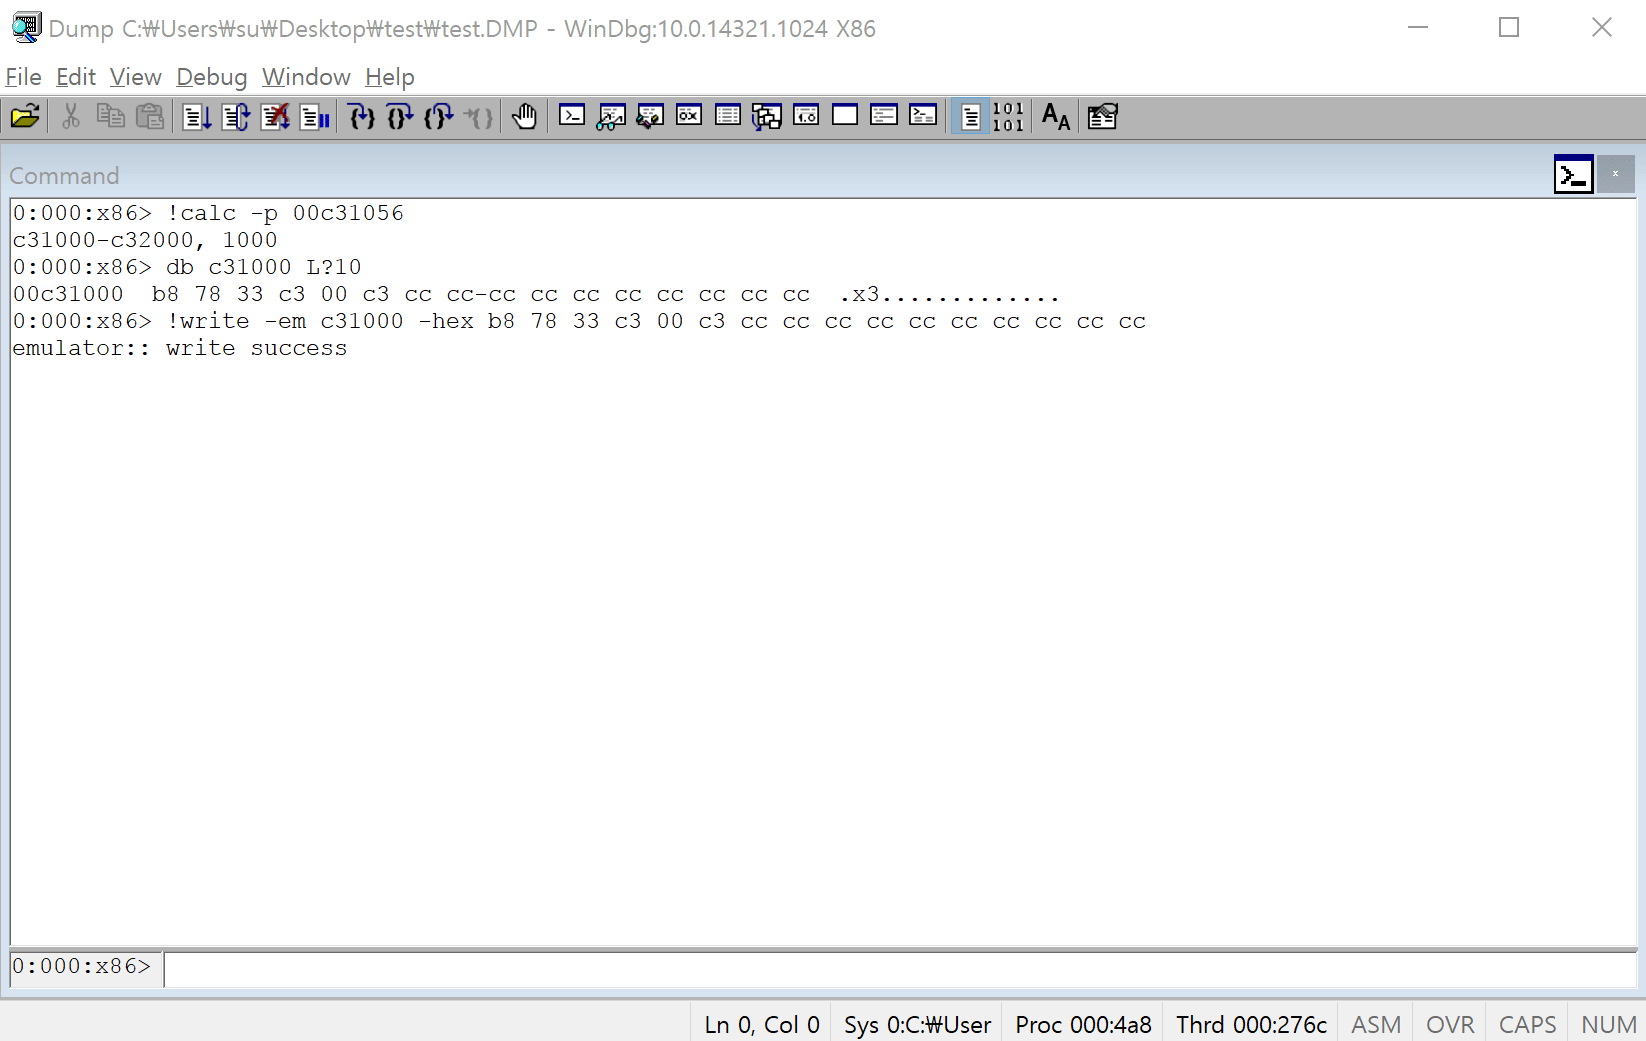 Dump C:₩Users₩su₩Desktop₩test₩test.DMP - WinDbg:10.0.14321.1024 X86
File Edit View Debug Window Help
101
101
AA
Command
0:000:x86> !calc -p 00c31056
c31000-c32000, 1000
0:000:x86> db c31000 L?10
00c31000  b8 78 33 c3 00 c3 cc cc-cc cc cc cc cc cc cc cc  .x3.............
0:000:x86> !write -em c31000 -hex b8 78 33 c3 00 c3 cc cc cc cc cc cc cc cc cc cc
emulator:: write success
0:000:x86>
Ln 0, Col 0 Sys 0:C:₩User Proc 000:4a8 Thrd 000:276c ASM OVR CAPS NUM